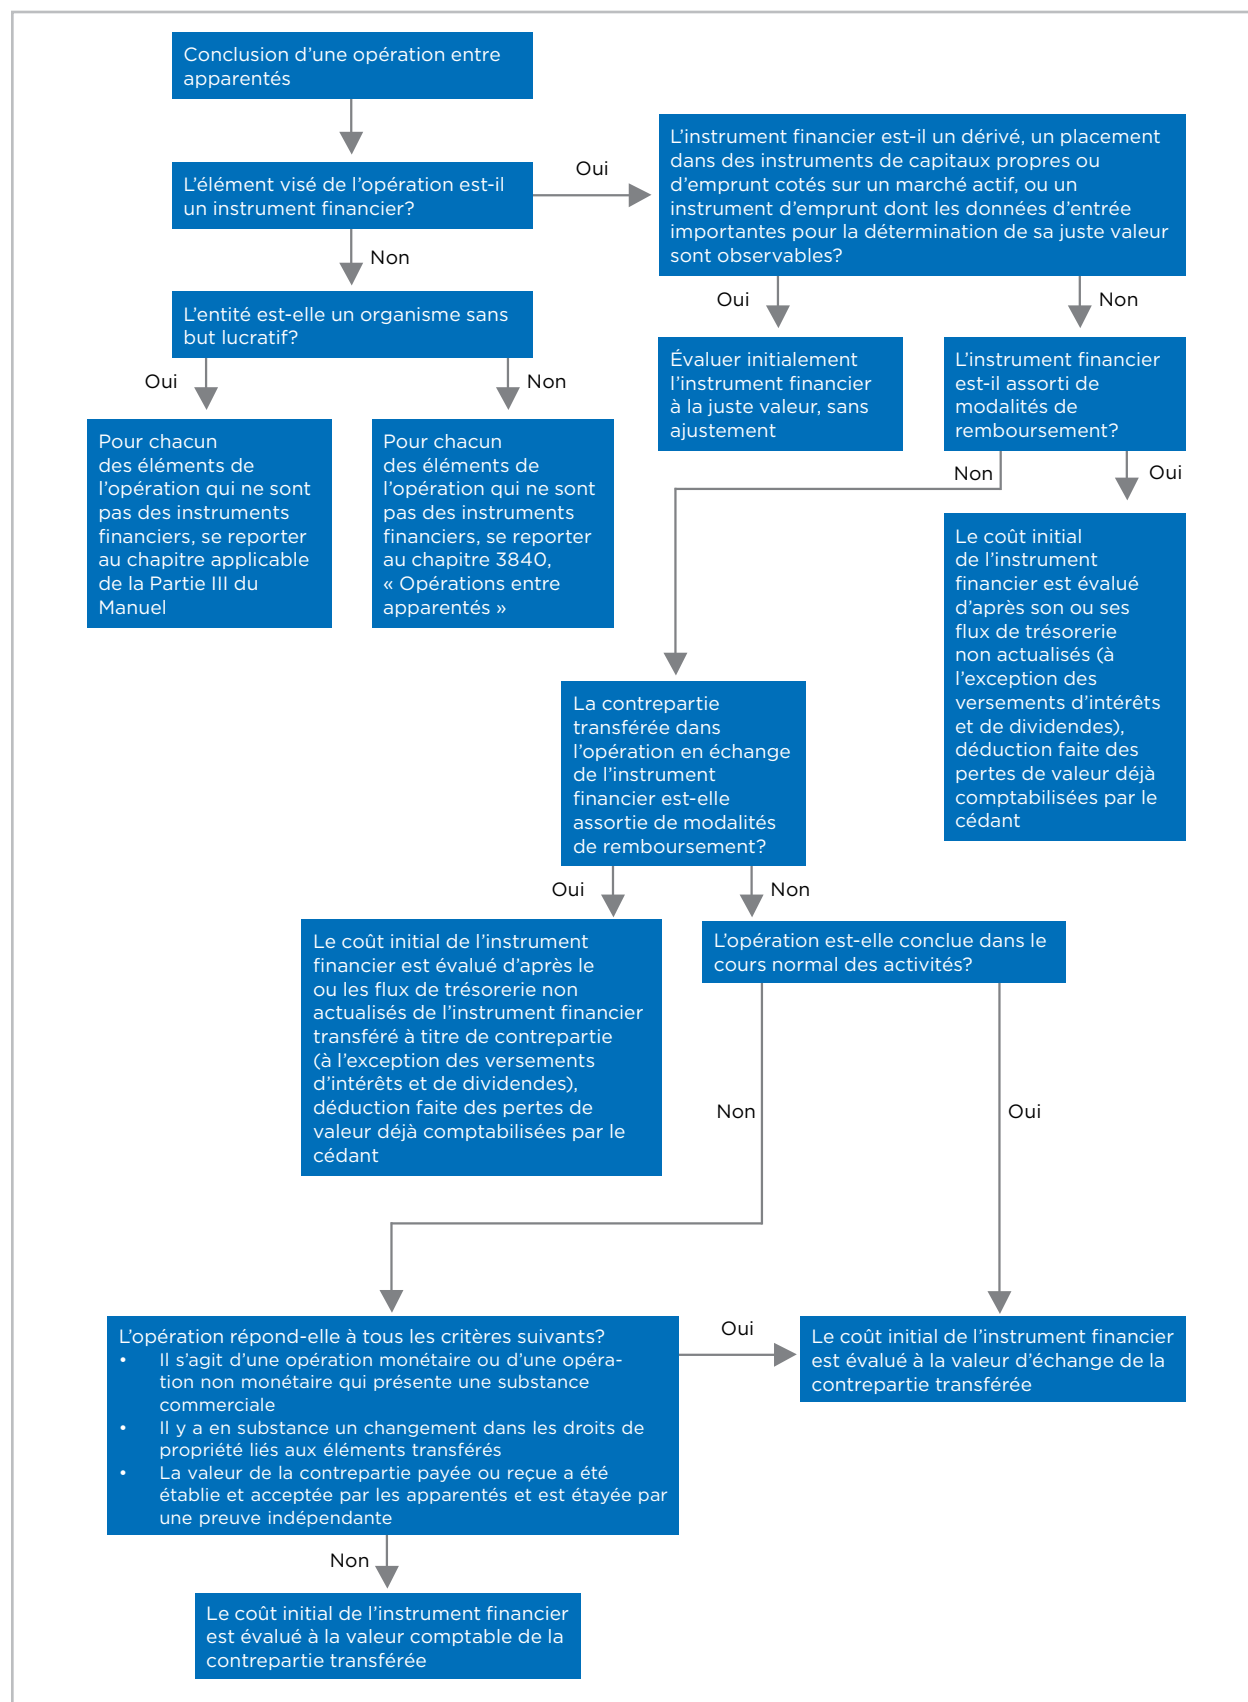 Conclusion d’une opération entre
apparentés
L’élément visé de l’opération est-il
un instrument financier?
Oui
L’instrument financier est-il un dérivé, un placement
dans des instruments de capitaux propres ou
d’emprunt cotés sur un marché actif, ou un
instrument d’emprunt dont les données d’entrée
importantes pour la détermination de sa juste valeur
sont observables?
Non
L’entité est-elle un organisme sans
but lucratif?
Oui
Non
Pour chacun
des éléments de
l’opération qui ne sont
pas des instruments
financiers, se reporter
au chapitre applicable
de la Partie III du
Manuel
Pour chacun
des éléments de
l’opération qui ne sont
pas des instruments
financiers, se reporter
au chapitre 3840,
« Opérations entre
apparentés »
Oui
Non
Évaluer initialement
l’instrument financier
à la juste valeur, sans
ajustement
L’instrument financier
est-il assorti de
modalités de
remboursement?
Non
Oui
Le coût initial
de l’instrument
financier est évalué
d’après son ou ses
flux de trésorerie
non actualisés (à
l’exception des
versements d’intérêts
et de dividendes),
déduction faite des
pertes de valeur déjà
comptabilisées par le
cédant
La contrepartie
transférée dans
l’opération en échange
de l’instrument
financier est-elle
assortie de modalités
de remboursement?
Oui
Non
Le coût initial de l’instrument
financier est évalué d’après le
ou les flux de trésorerie non
actualisés de l’instrument financier
transféré à titre de contrepartie
(à l’exception des versements
d’intérêts et de dividendes),
déduction faite des pertes de
valeur déjà comptabilisées par le
cédant
L’opération est-elle conclue dans le
cours normal des activités?
Non
Oui
L’opération répond-elle à tous les critères suivants?
• Il s’agit d’une opération monétaire ou d’une opéra-
tion non monétaire qui présente une substance
commerciale
• Il y a en substance un changement dans les droits de
propriété liés aux éléments transférés
• La valeur de la contrepartie payée ou reçue a été
établie et acceptée par les apparentés et est étayée par
une preuve indépendante
Oui
Le coût initial de l’instrument financier
est évalué à la valeur d’échange de la
contrepartie transférée
Non
Le coût initial de l’instrument financier
est évalué à la valeur comptable de la
contrepartie transférée